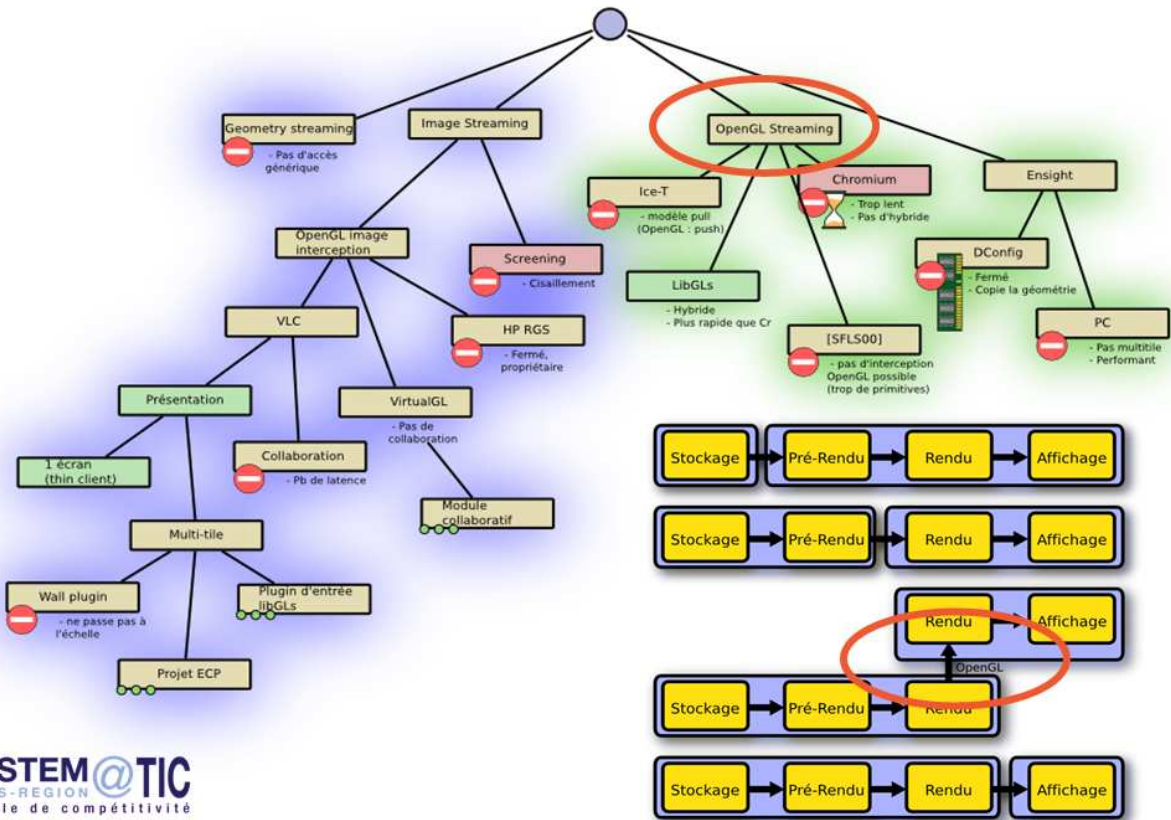 Geometry streaming
- Pas d'accès
générique
Image Streaming
OpenGL Streaming
Ensight
Ice-T
- modèle pull
(OpenGL : push)
Chromium
- Trop lent
- Pas d'hybride
OpenGL image
interception
Screening
- Cisaillement
LibGLs
- Hybride
- Plus rapide que Cr
DConfig
- Fermé
- Copie la géométrie
VLC
HP RGS
- Fermé,
propriétaire
[SFLS00]
- pas d'interception
OpenGL possible
(trop de primitives)
PC
- Pas multitile
- Performant
Présentation
VirtualGL
- Pas de
collaboration
1 écran
(thin client)
Collaboration
- Pb de latence
Module
collaboratif
Multi-tile
Wall plugin
- ne passe pas à
l'échelle
Plugin d'entrée
libGLs
Projet ECP
Stockage Pré-Rendu Rendu Affichage
Stockage Pré-Rendu Rendu Affichage
Rendu Affichage
OpenGL
Stockage Pré-Rendu Rendu
Stockage Pré-Rendu Rendu Affichage
STEM@TIC
S-REGION
le de compétitivité